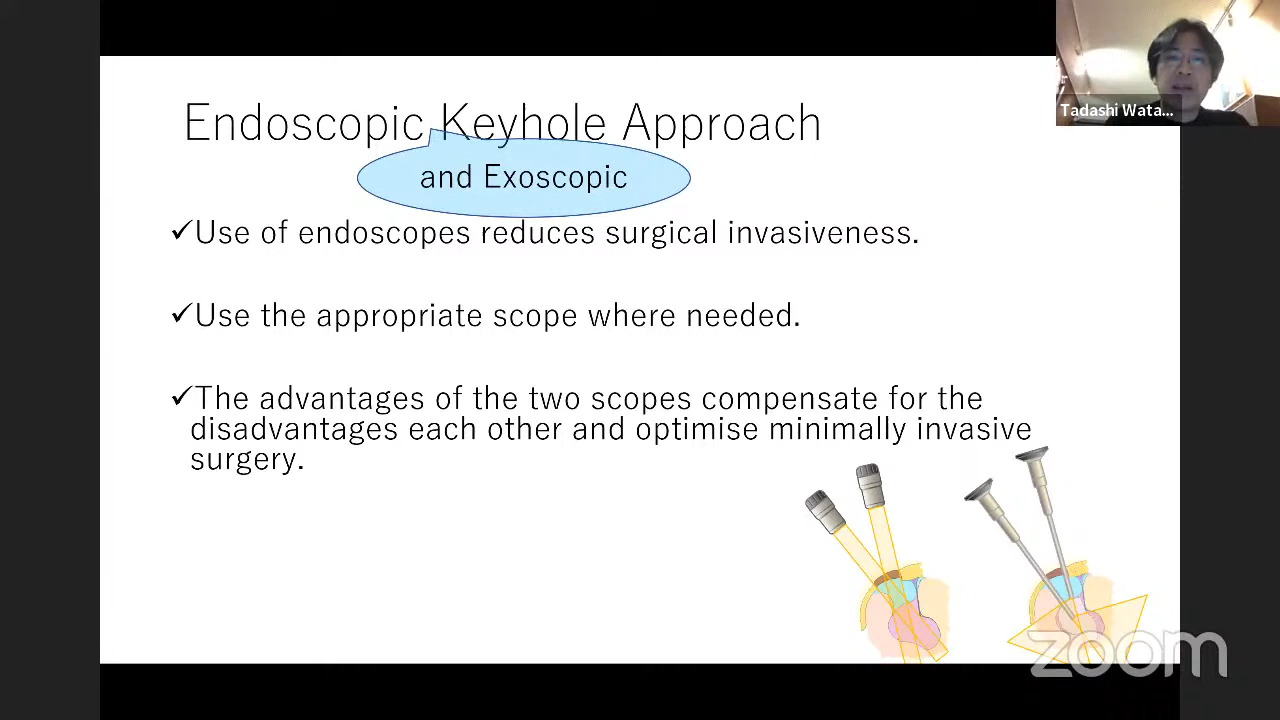 Endoscopic Keyhole Approach
and Exoscopic
✓Use of endoscopes reduces surgical invasiveness.
✓Use the appropriate scope where needed.
✓The advantages of the two scopes compensate for the
disadvantages each other and optimise minimally invasive
surgery.
Tadashi Wata...
zoom